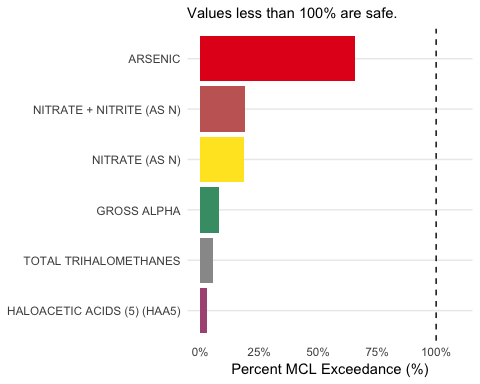 Values less than 100% are safe.
ARSENIC
NITRATE + NITRITE (AS N)
NITRATE (AS N)
GROSS ALPHA
TOTAL TRIHALOMETHANES
HALOACETIC ACIDS (5) (HAA5)
0% 25% 50% 75% 100%
Percent MCL Exceedance (%)